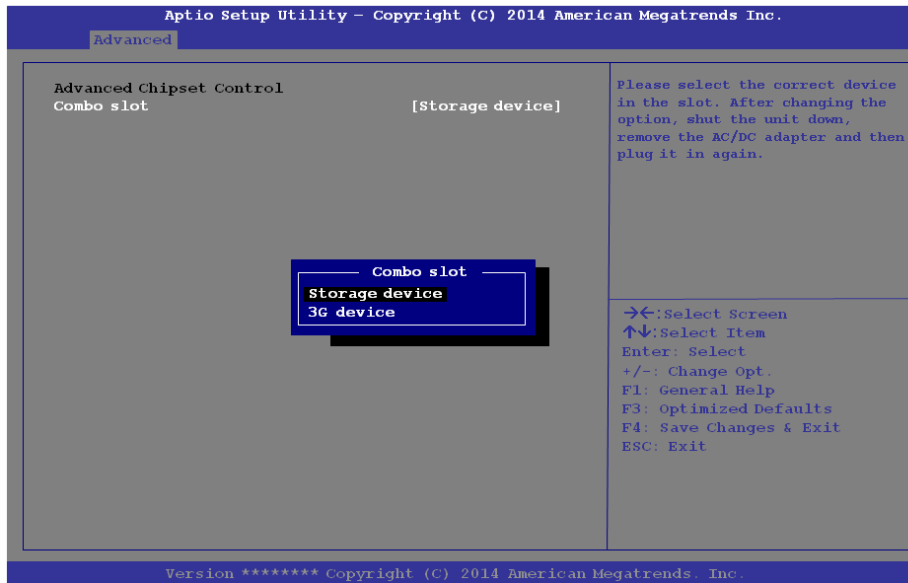 Aptio Setup Utility – Copyright (C) 2014 American Megatrends Inc.
Advanced
Advanced Chipset Control
Combo slot [Storage device]
Please select the correct device
in the slot. After changing the
option, shut the unit down,
remove the AC/DC adapter and then
plug it in again.
Combo slot
Storage device
3G device
→←:Select Screen
↑↓:Select Item
Enter: Select
+/-: Change Opt.
F1: General Help
F3: Optimized Defaults
F4: Save Changes & Exit
ESC: Exit
Version ******** Copyright (C) 2014 American Megatrends. Inc.